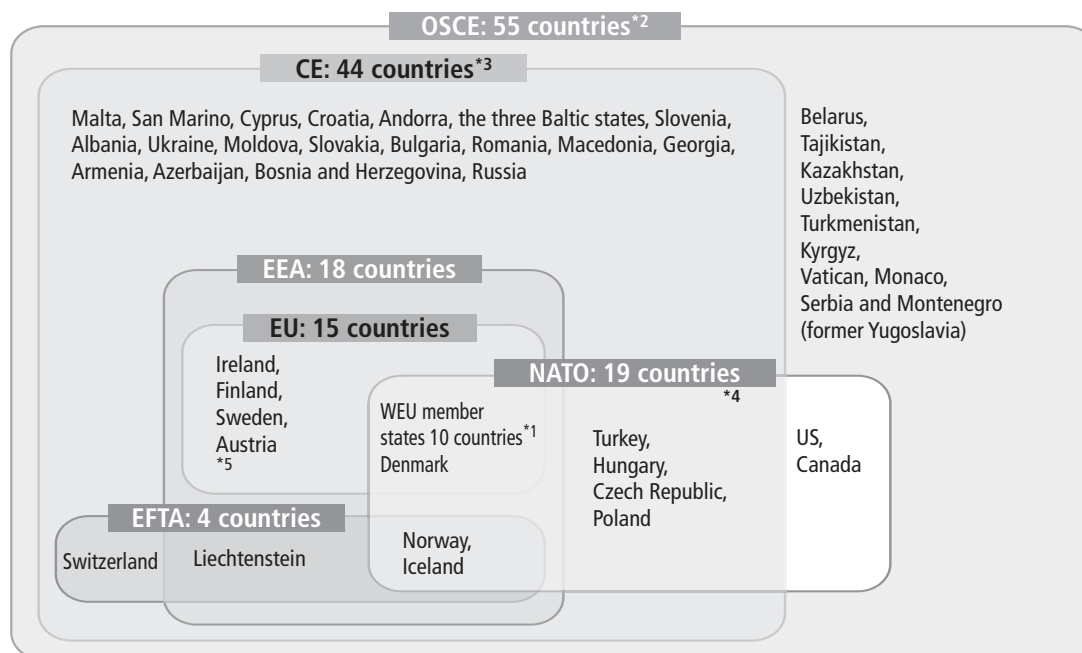 OSCE: 55 countries*2
CE: 44 countries*3
Malta, San Marino, Cyprus, Croatia, Andorra, the three Baltic states, Slovenia,
Albania, Ukraine, Moldova, Slovakia, Bulgaria, Romania, Macedonia, Georgia,
Armenia, Azerbaijan, Bosnia and Herzegovina, Russia
Belarus,
Tajikistan,
Kazakhstan,
Uzbekistan,
Turkmenistan,
Kyrgyz,
Vatican, Monaco,
Serbia and Montenegro
(former Yugoslavia)
EEA: 18 countries
EU: 15 countries
Ireland,
Finland,
Sweden,
Austria
*5
NATO: 19 countries
*4
WEU member
states 10 countries*1
Denmark
Turkey,
Hungary,
Czech Republic,
Poland
US,
Canada
EFTA: 4 countries
Switzerland
Liechtenstein
Norway,
Iceland